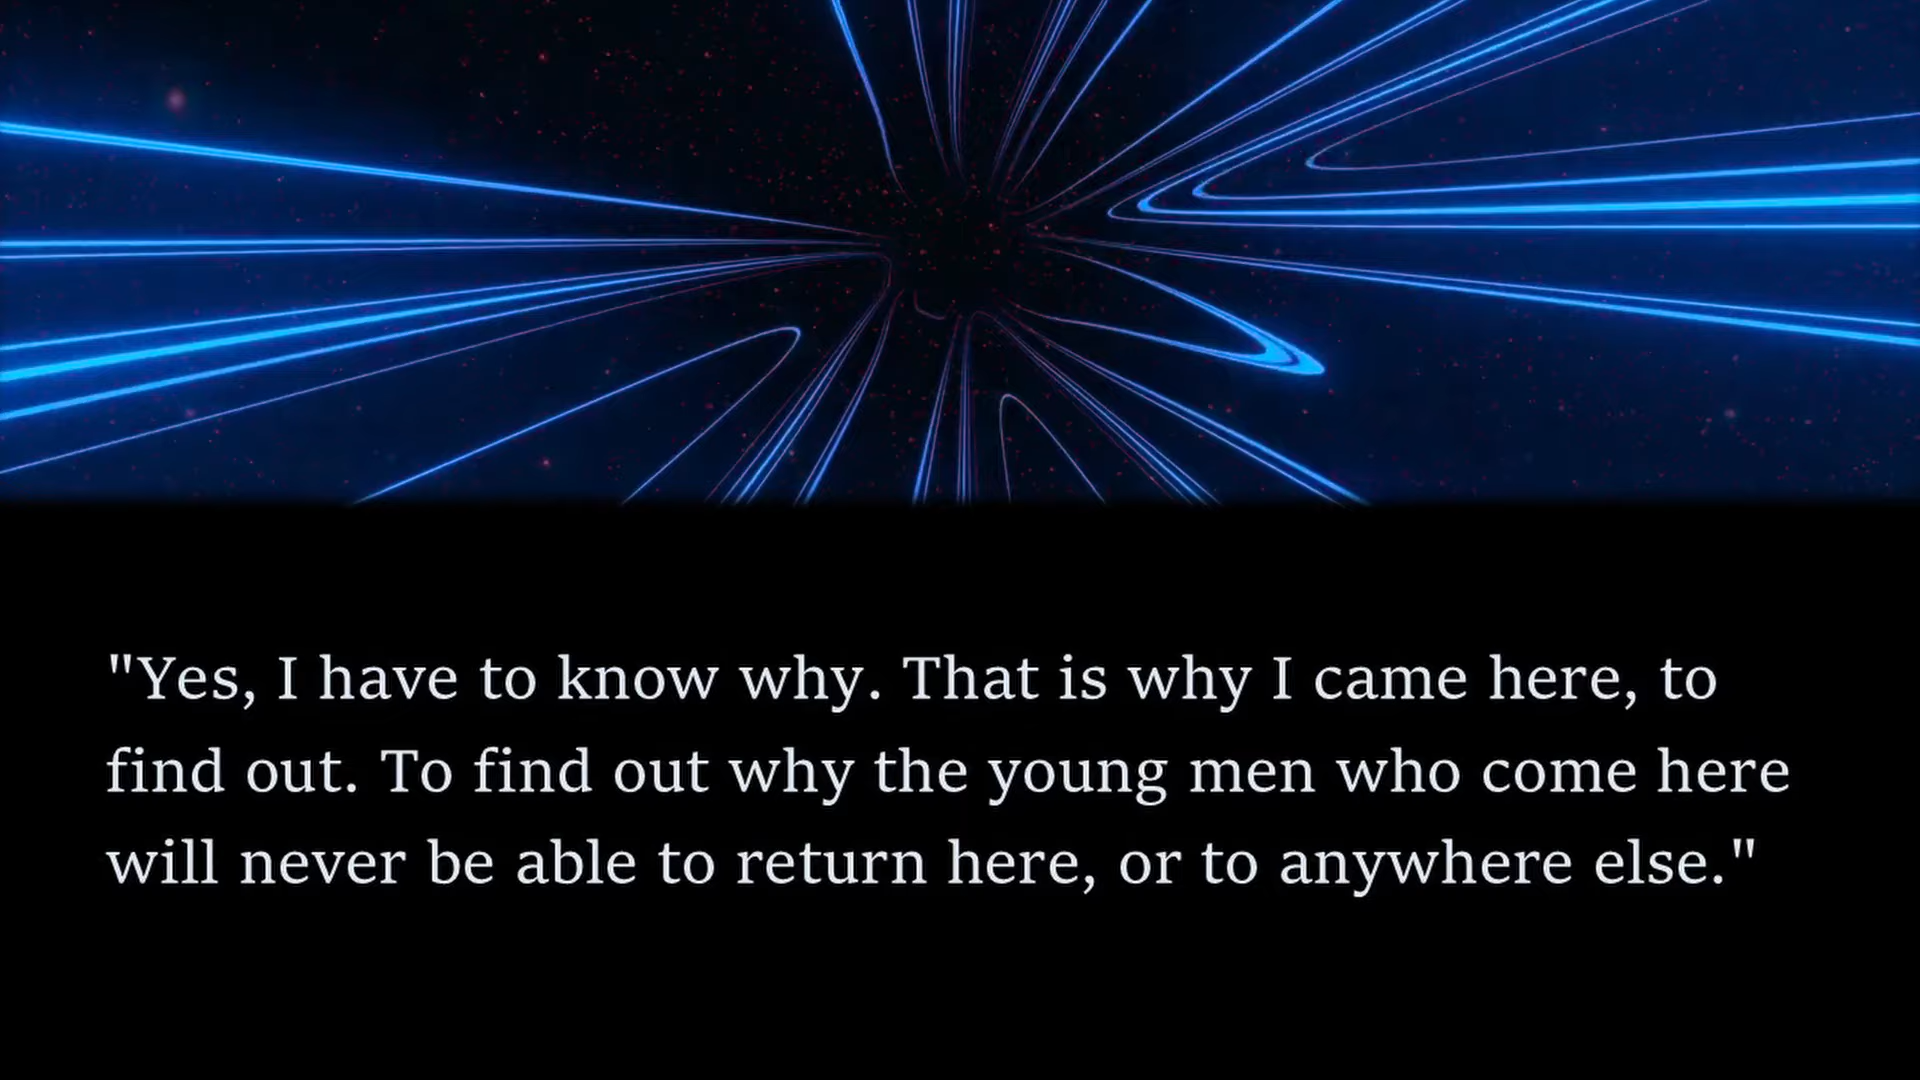 "Yes, I have to know why. That is why I came here, to
find out. To find out why the young men who come here
will never be able to return here, or to anywhere else."